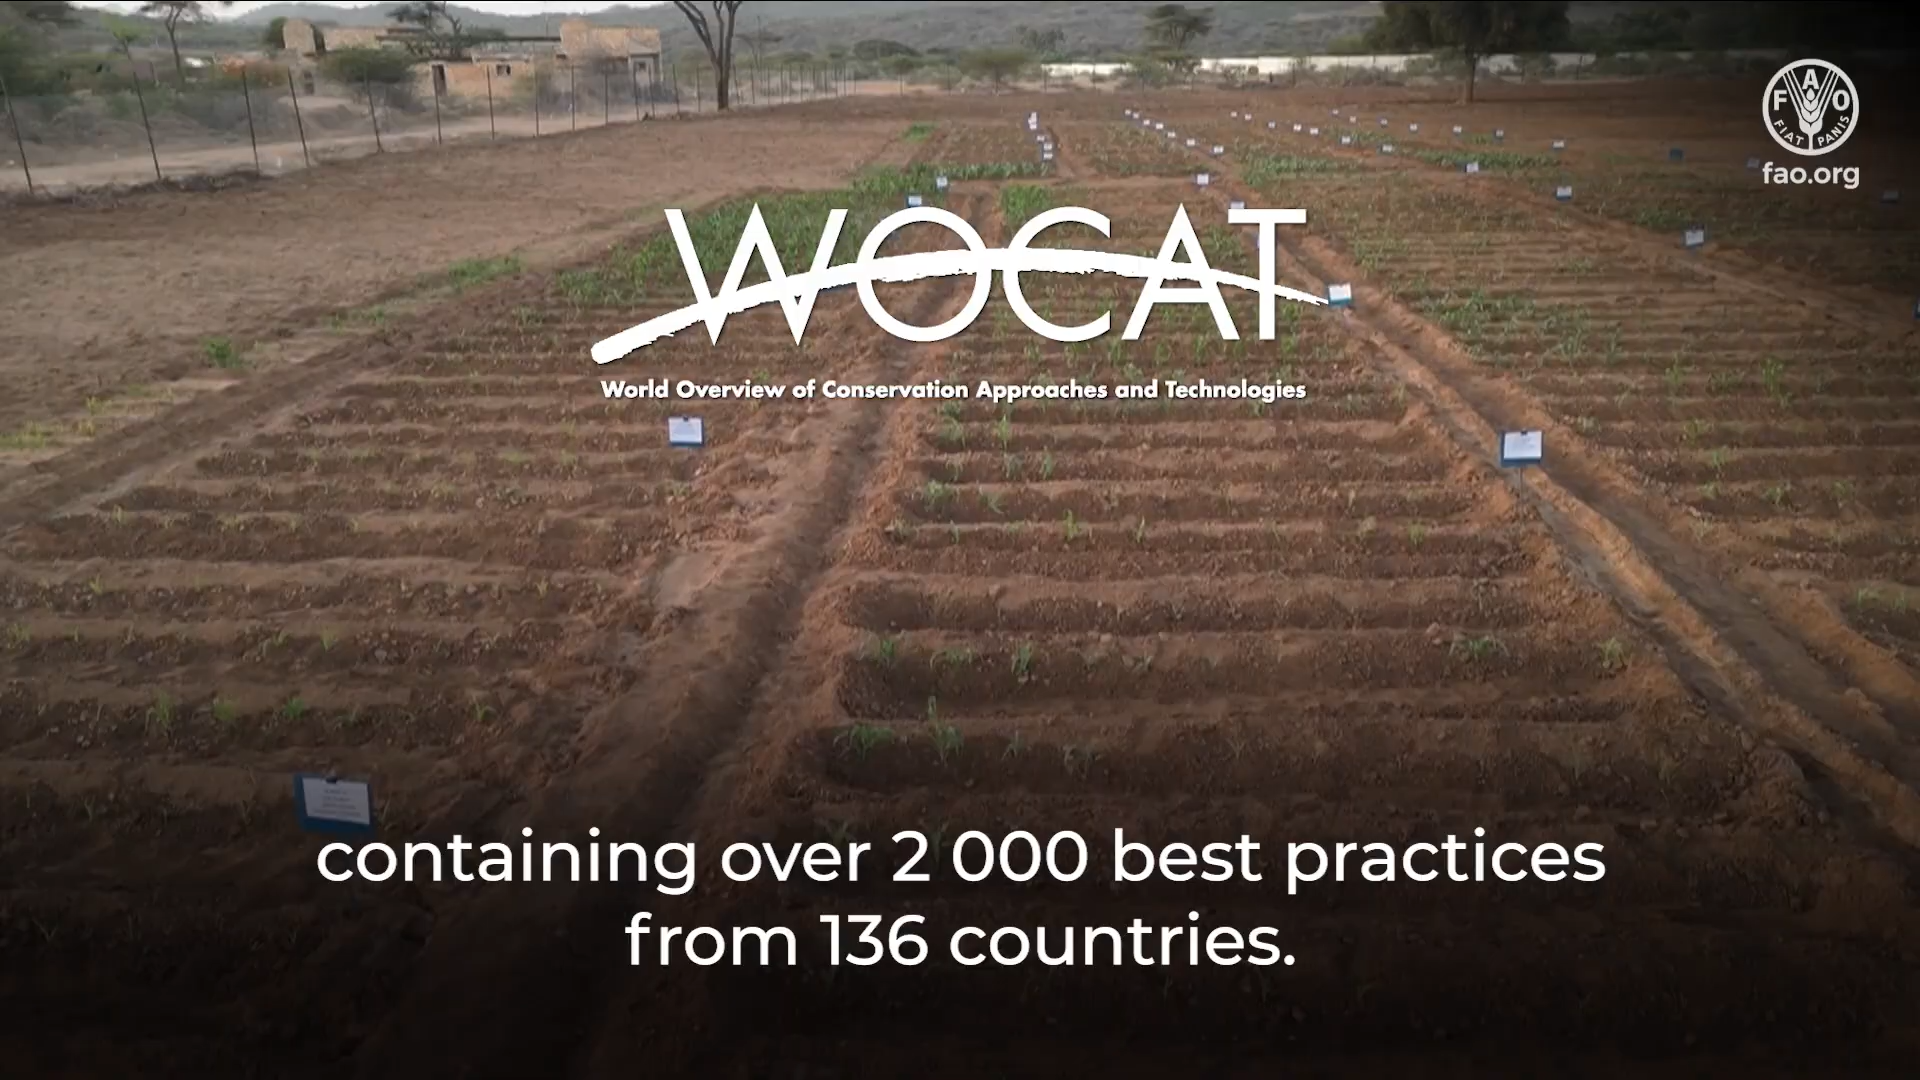 F A O
FIAT PANIS
fao.org
WOCAT
World Overview of Conservation Approaches and Technologies
containing over 2 000 best practices
from 136 countries.